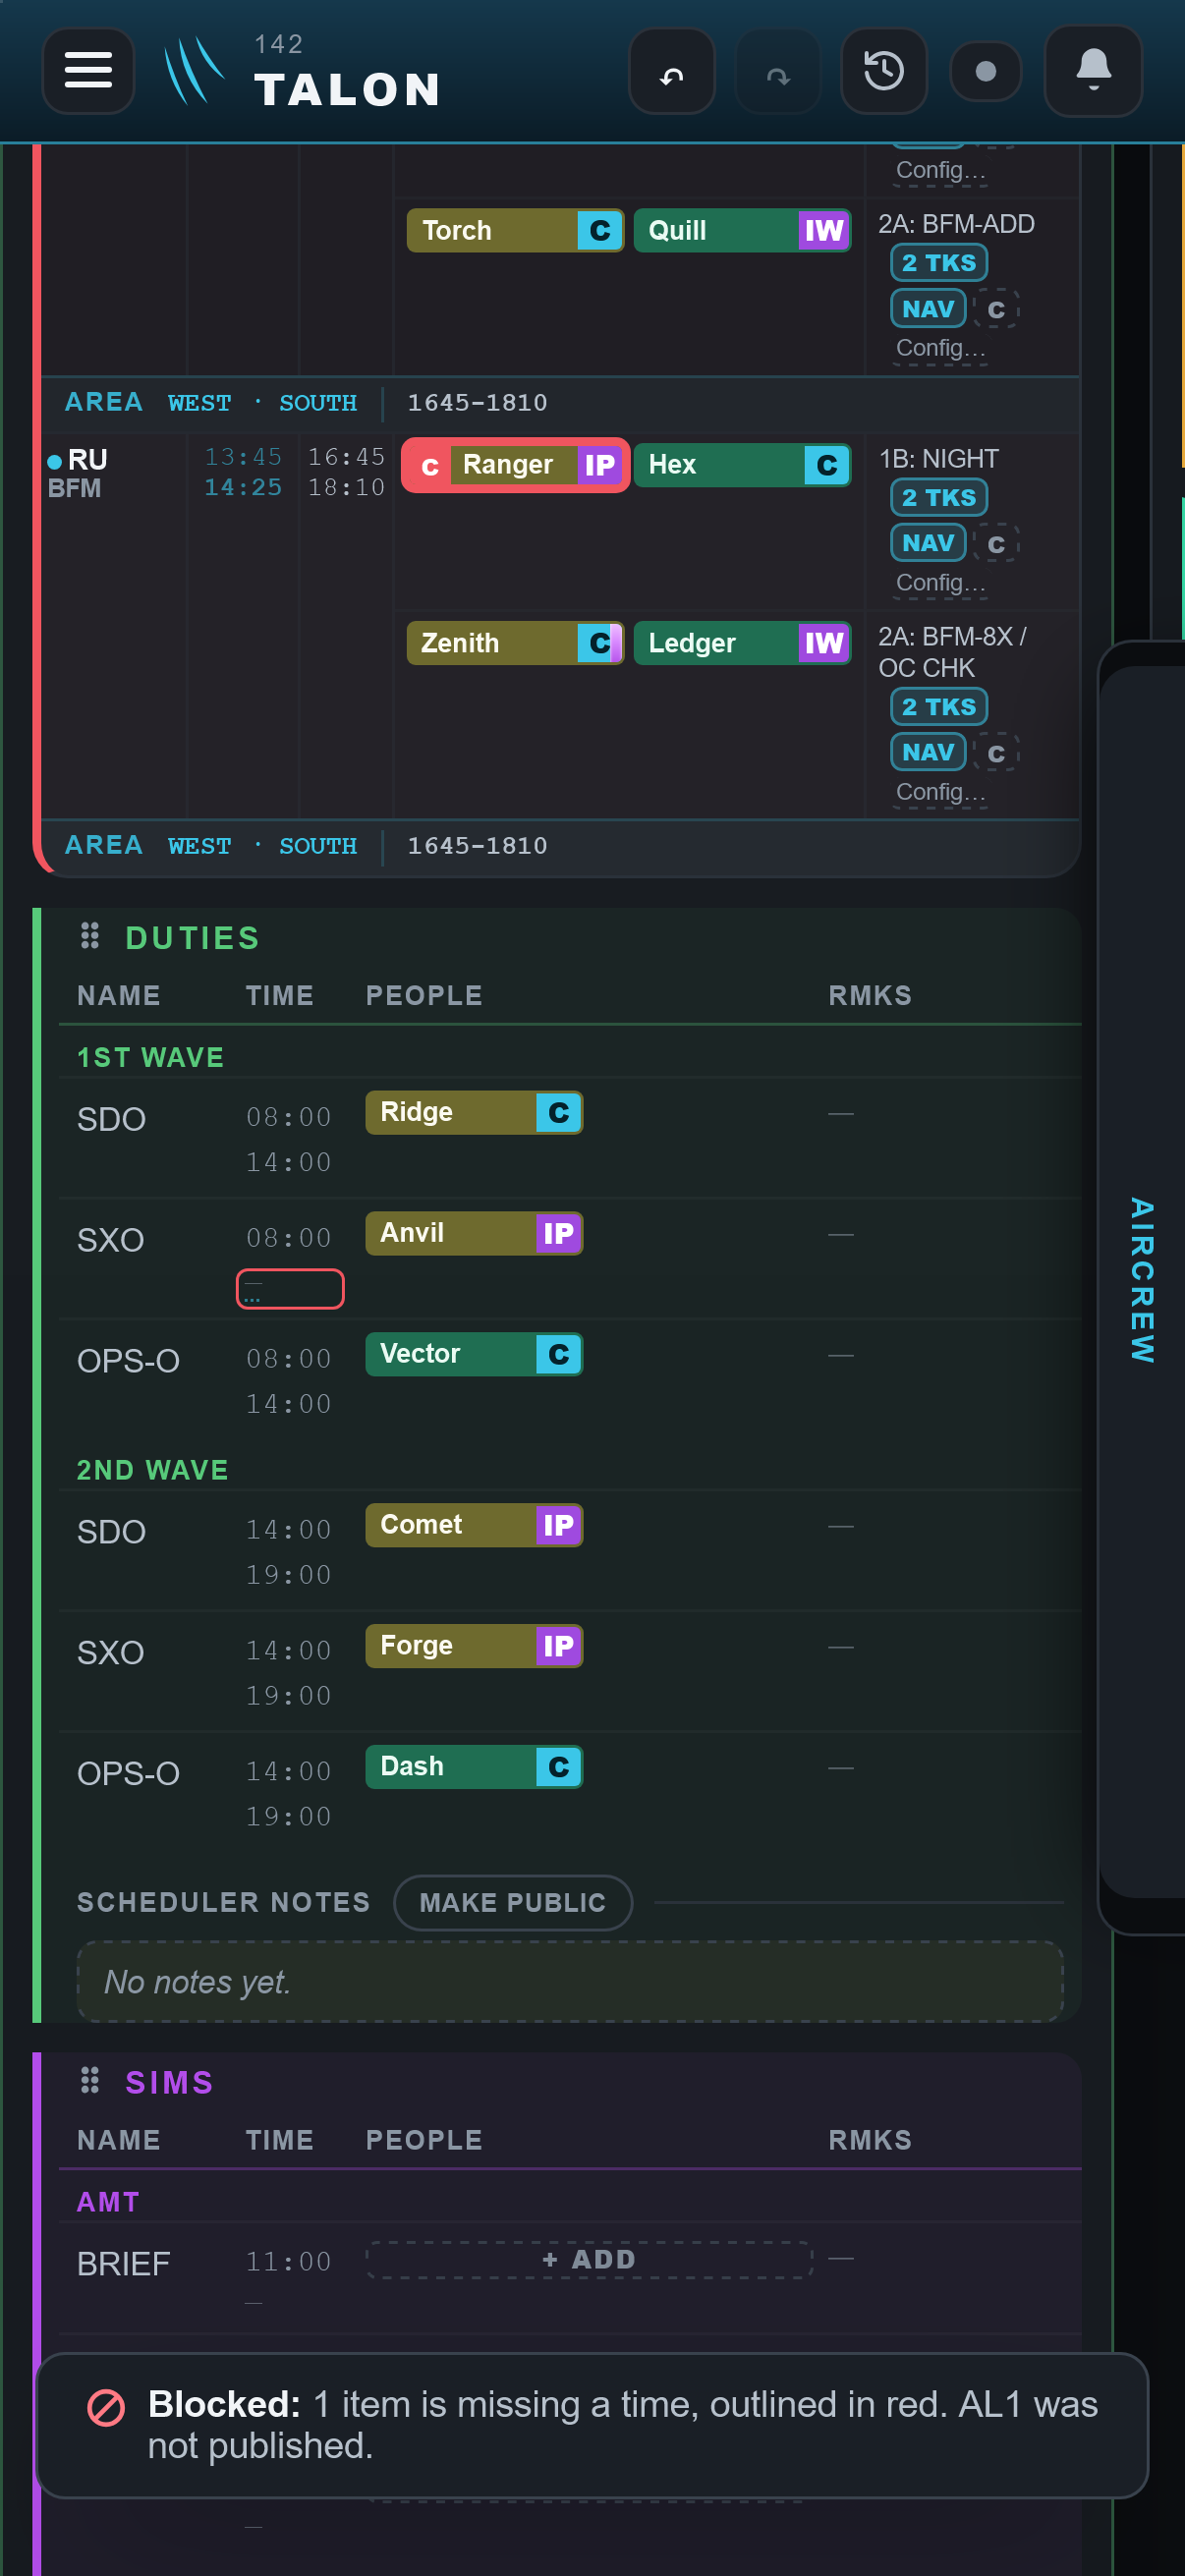 142
TALON
Config...
Torch C Quill IW 2A: BFM-ADD
2 TKS
NAV C
Config...
AREA WEST · SOUTH 1645-1810
RU 13:45 16:45 C Ranger IP Hex C 1B: NIGHT
BFM 14:25 18:10
2 TKS
NAV C
Config...
Zenith C Ledger IW 2A: BFM-8X /
OC CHK
2 TKS
NAV C
Config...
AREA WEST · SOUTH 1645-1810
DUTIES
NAME TIME PEOPLE RMKS
1ST WAVE
SDO 08:00 Ridge C —
14:00
SXO 08:00 Anvil IP —
—
...
OPS-O 08:00 Vector C —
14:00
2ND WAVE
SDO 14:00 Comet IP —
19:00
SXO 14:00 Forge IP —
19:00
OPS-O 14:00 Dash C —
19:00
AIRCREW
SCHEDULER NOTES MAKE PUBLIC
No notes yet.
SIMS
NAME TIME PEOPLE RMKS
AMT
BRIEF 11:00 + ADD —
—
Blocked: 1 item is missing a time, outlined in red. AL1 was
not published.
—